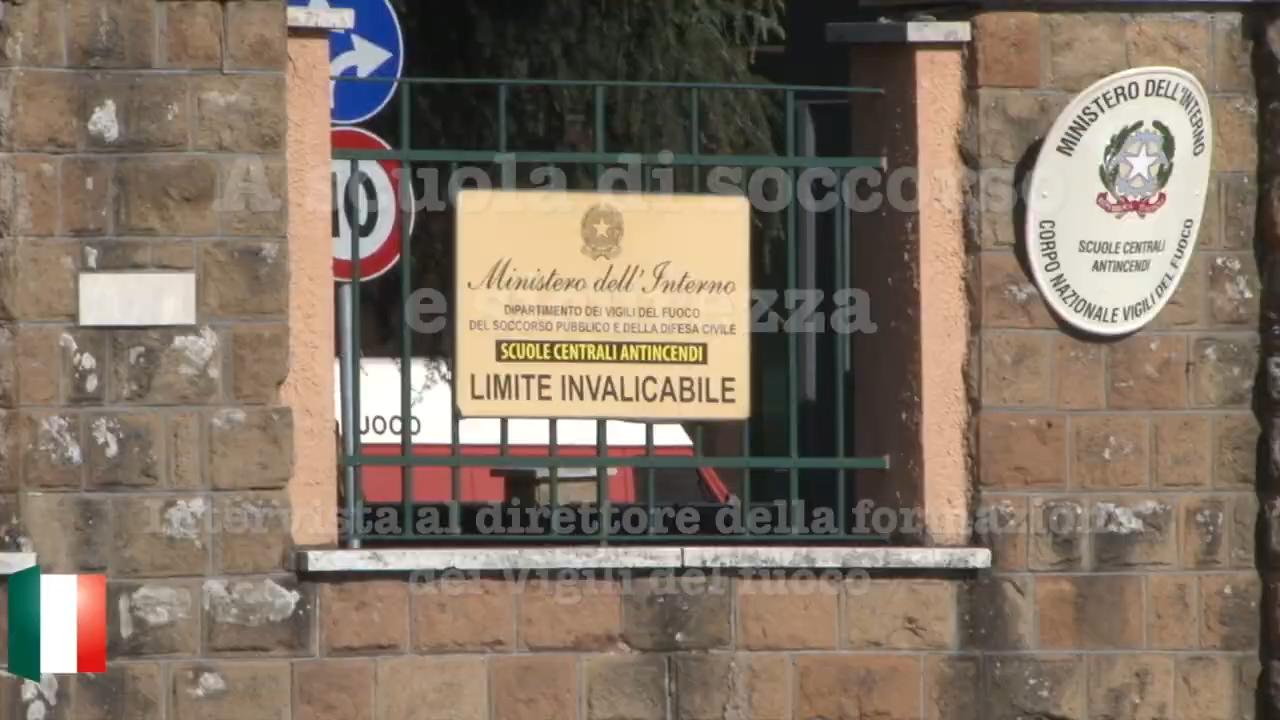 A scuola di soccorso
e sicurezza
10
Ministero dell'Interno
DIPARTIMENTO DEI VIGILI DEL FUOCO
DEL SOCCORSO PUBBLICO E DELLA DIFESA CIVILE
SCUOLE CENTRALI ANTINCENDI
LIMITE INVALICABILE
UOCO
MINISTERO DELL'INTERNO
SCUOLE CENTRALI
ANTINCENDI
CORPO NAZIONALE VIGILI DEL FUOCO
Intervista al direttore della formazione
dei Vigili del fuoco